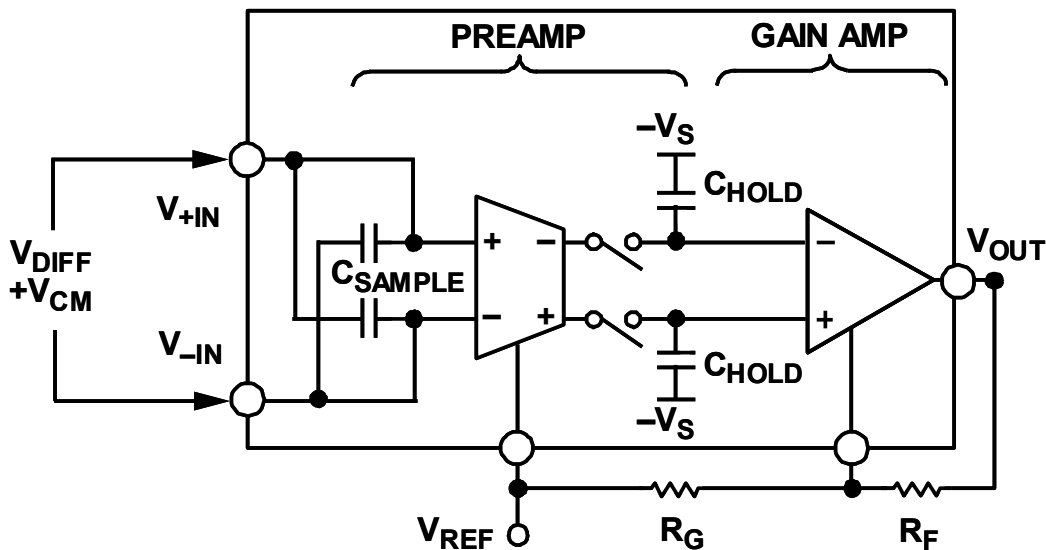 PREAMP
GAIN AMP
–VS
CHOLD
V+IN
VDIFF
+VCM
CSAMPLE
+
–
–
+
–
+
VOUT
V–IN
CHOLD
–VS
VREF
RG
RF